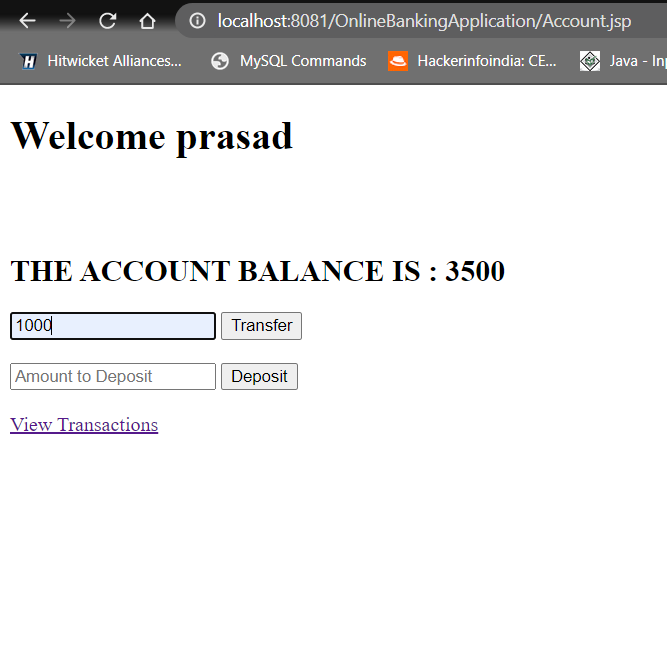 localhost:8081/OnlineBankingApplication/Account.jsp
Hitwicket Alliances... MySQL Commands Hackerinfoindia: CE... Java - Inp
Welcome prasad
THE ACCOUNT BALANCE IS : 3500
1000 Transfer
Amount to Deposit Deposit
View Transactions